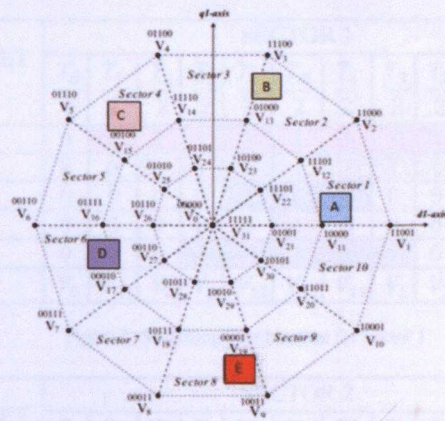 q1-axis
01100
V4
11100
V3
Sector 3
01110
V5
Sector 4
C
B
11110
V14
01000
V13
Sector 2
11000
V2
00100
V15
01101
V24
10100
V23
11101
V12
Sector 5
01010
V25
11101
V22
Sector 1
A
00110
V6
01111
V16
10110
V26
00000
V0
11111
V31
01001
V21
10000
V11
11001
V1
d1-axis
Sector 6
D
00110
V27
10101
V30
Sector 10
00010
V17
01011
V28
10010
V29
11011
V20
00111
V7
10111
V18
00001
V19
10001
V10
Sector 7
Sector 9
E
Sector 8
00011
V8
10011
V9